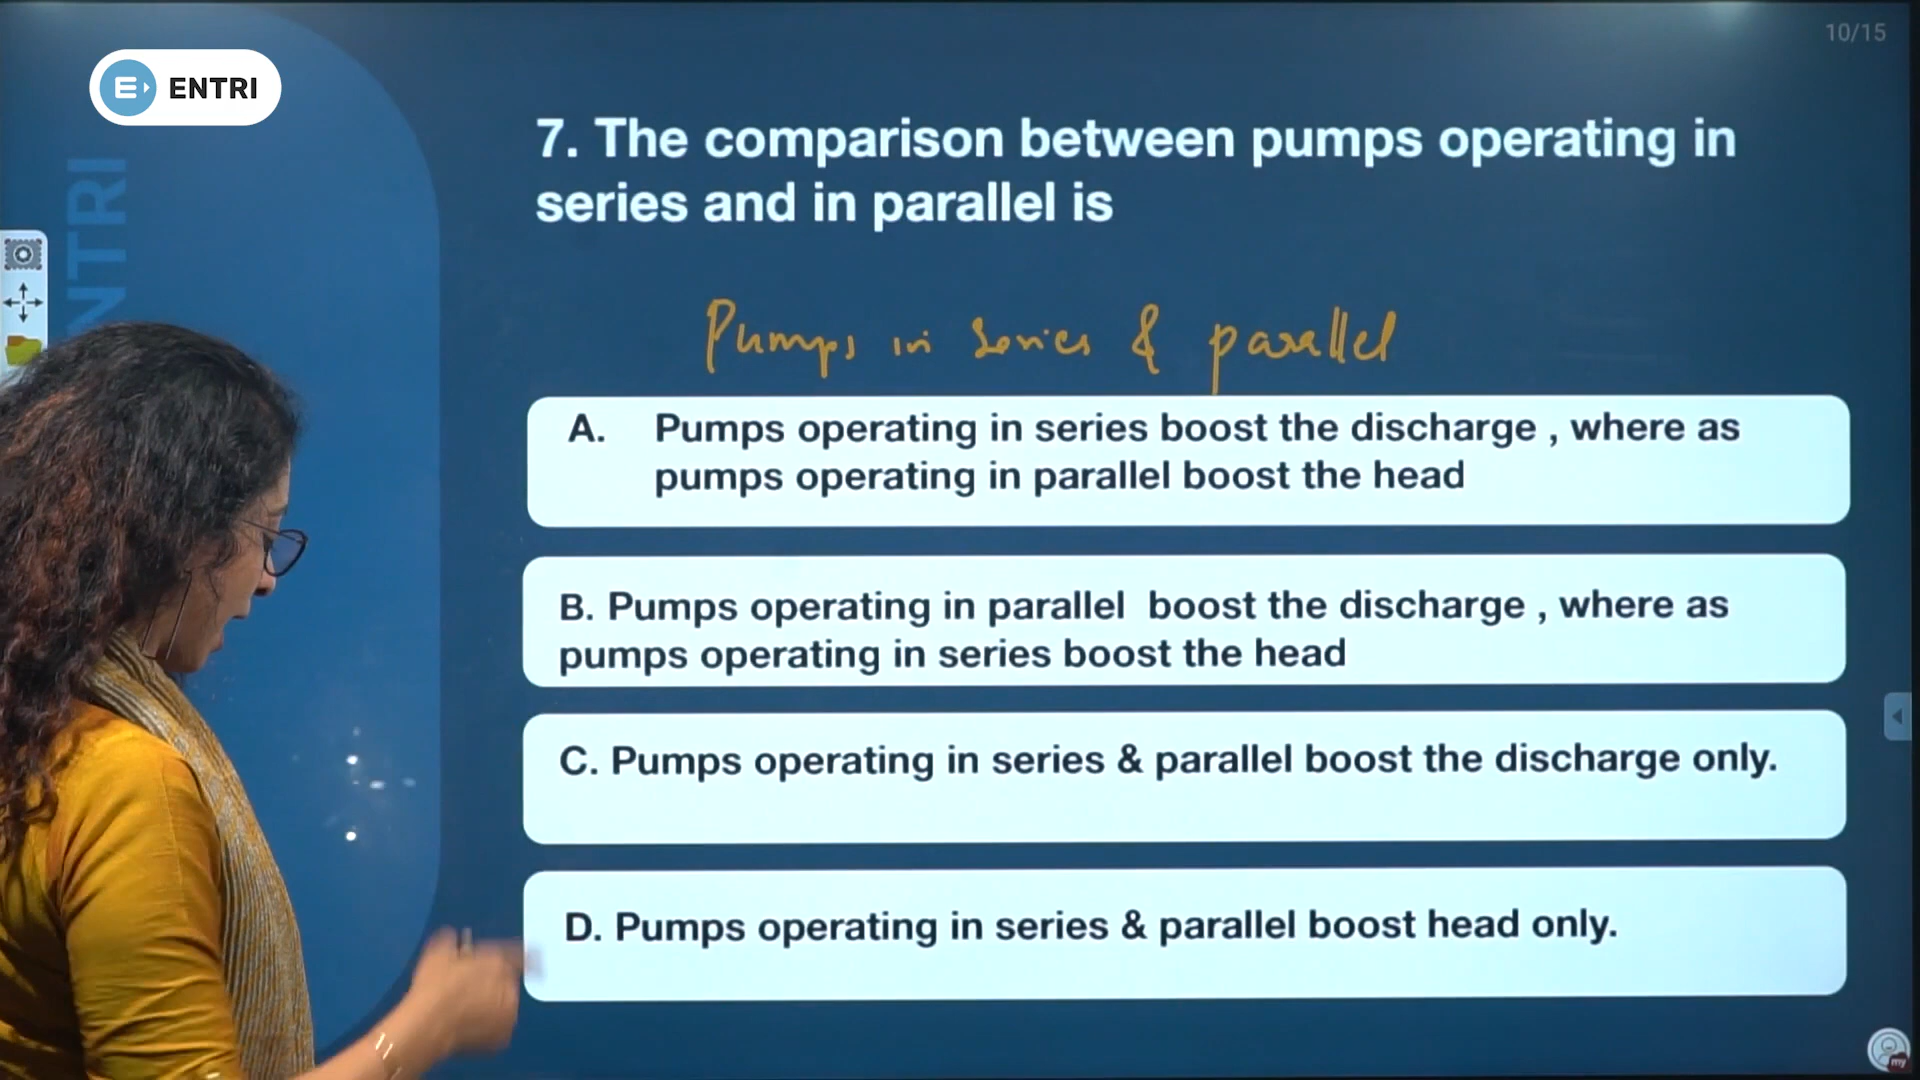 10/15
ENTRI
NTRI
7. The comparison between pumps operating in
series and in parallel is
Pumps in series & parallel
A. Pumps operating in series boost the discharge , where as
pumps operating in parallel boost the head
B. Pumps operating in parallel boost the discharge , where as
pumps operating in series boost the head
C. Pumps operating in series & parallel boost the discharge only.
D. Pumps operating in series & parallel boost head only.
my